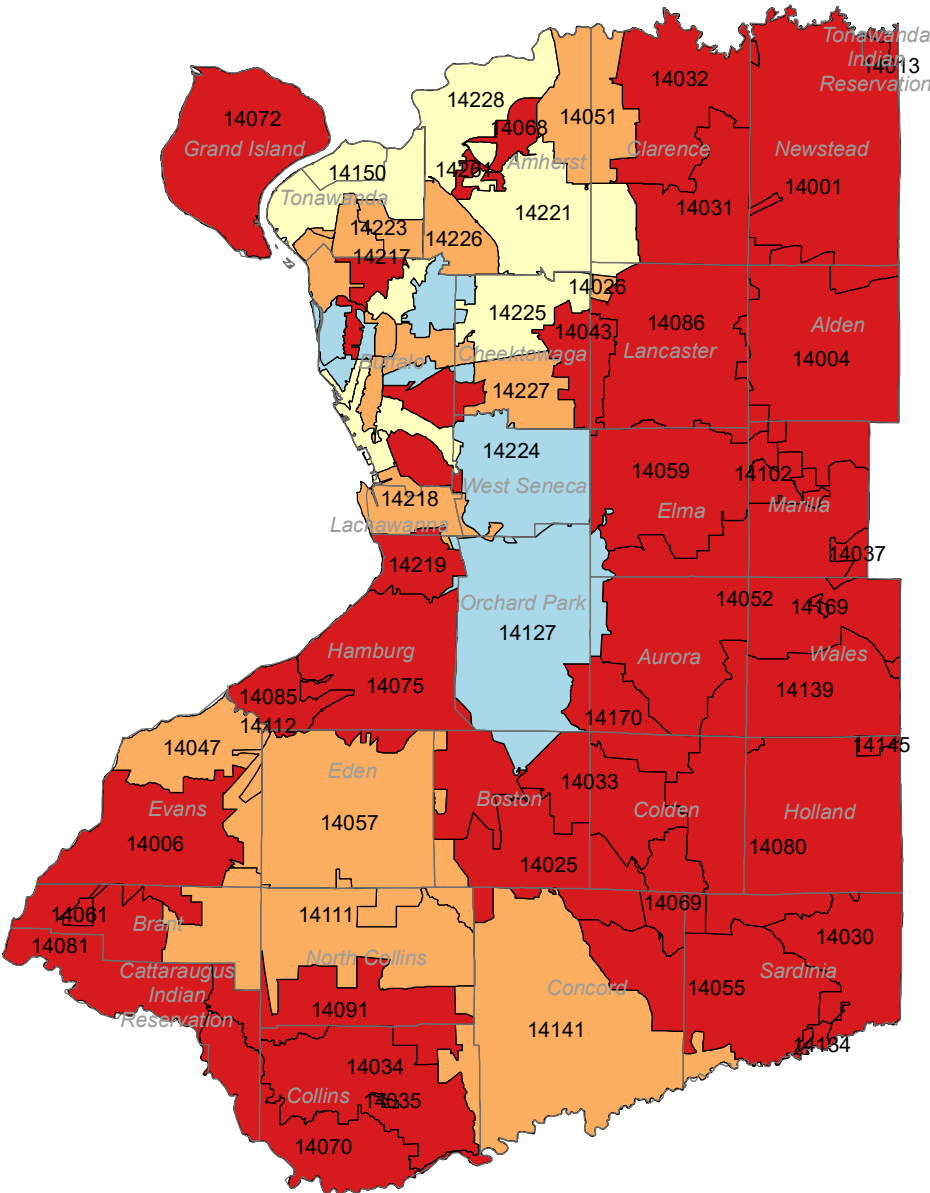 Tonawanda
Indian
Reservation
14013
14032
14072
14228
14051
14068
Grand Island
Clarence
Newstead
14150
14261
Amherst
14001
Tonawanda
14221
14031
14223
14226
14217
14026
14225
14086
14043
Alden
Buffalo
Cheektowaga
Lancaster
14004
14227
14224
14059
14102
West Seneca
14218
Marilla
Elma
Lackawanna
14037
14219
Orchard Park
14052
14169
14127
Hamburg
Aurora
Wales
14075
14139
14085
14170
14112
14047
14145
Eden
14033
Evans
Boston
Colden
Holland
14057
14006
14080
14025
14061
14111
14069
Brant
14030
14081
North Collins
Cattaraugus
Indian
Reservation
Sardinia
Concord
14055
14091
14141
14134
14034
Collins
14035
14070